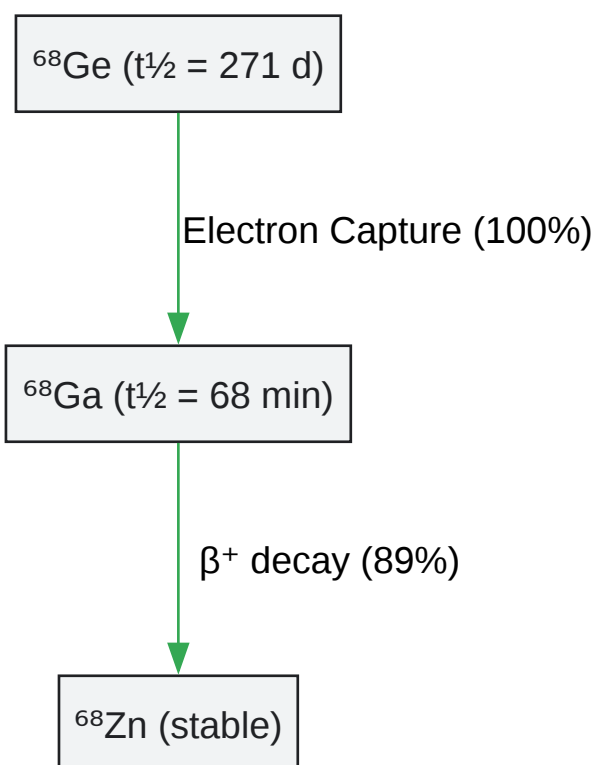 ⁶⁸Ge (t½ = 271 d)
Electron Capture (100%)
⁶⁸Ga (t½ = 68 min)
β⁺ decay (89%)
⁶⁸Zn (stable)